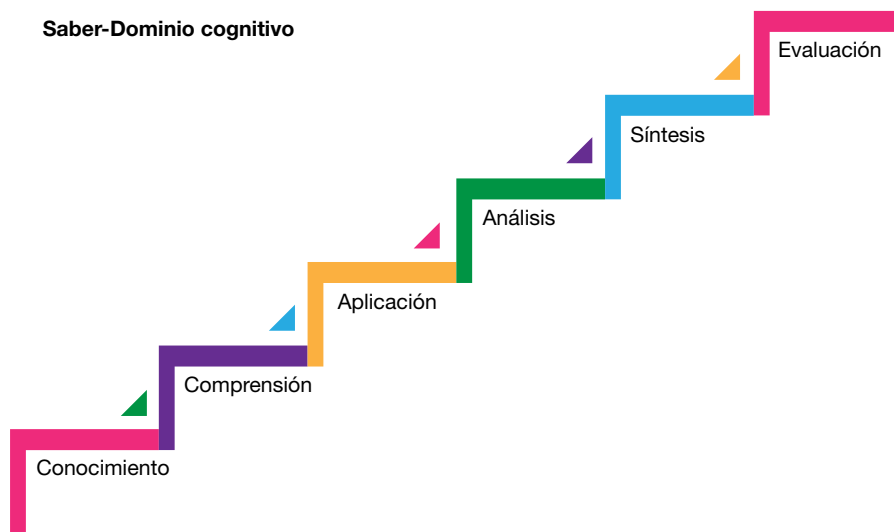 Saber-Dominio cognitivo
Evaluación
Síntesis
Análisis
Aplicación
Comprensión
Conocimiento